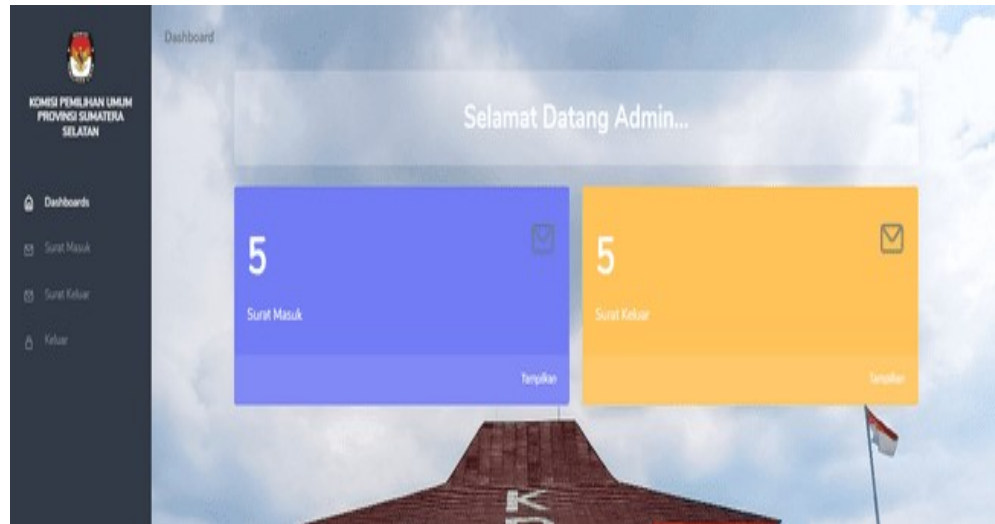 KOMISI PEMILIHAN UMUM
PROVINSI SUMATERA
SELATAN
Dashboards
Surat Masuk
Surat Keluar
Keluar
Dashboard
Selamat Datang Admin...
5
Surat Masuk
Tampilkan
5
Surat Keluar
Tampilkan
K